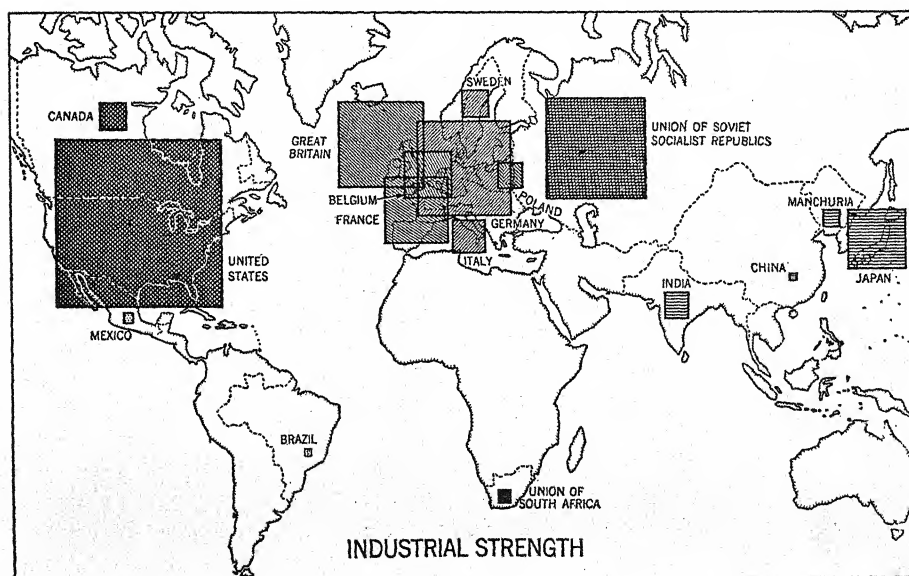 SWEDEN
CANADA
GREAT
BRITAIN
UNION OF SOVIET
SOCIALIST REPUBLICS
BELGIUM
FRANCE
POLAND
GERMANY
ITALY
MANCHURIA
UNITED
STATES
CHINA
JAPAN
INDIA
MEXICO
BRAZIL
UNION OF
SOUTH AFRICA
INDUSTRIAL STRENGTH